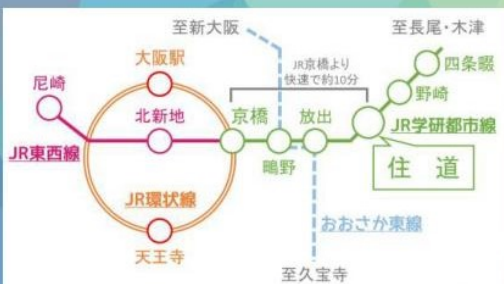 至新大阪
至長尾・木津
大阪駅
JR京橋より
快速で約10分
四条畷
尼崎
野崎
北新地
京橋
放出
JR学研都市線
鴫野
住道
JR東西線
JR環状線
おおさか東線
天王寺
至久宝寺